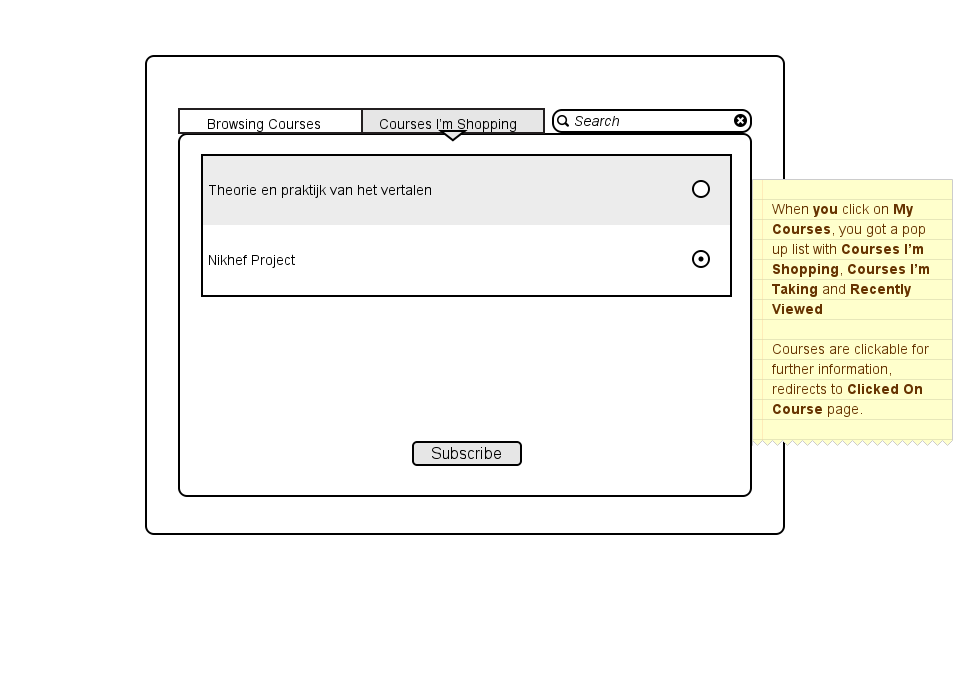 Browsing Courses
Courses I'm Shopping
Search
Theorie en praktijk van het vertalen
Nikhef Project
Subscribe
When you click on My
Courses, you got a pop
up list with Courses I'm
Shopping, Courses I'm
Taking and Recently
Viewed
Courses are clickable for
further information,
redirects to Clicked On
Course page.